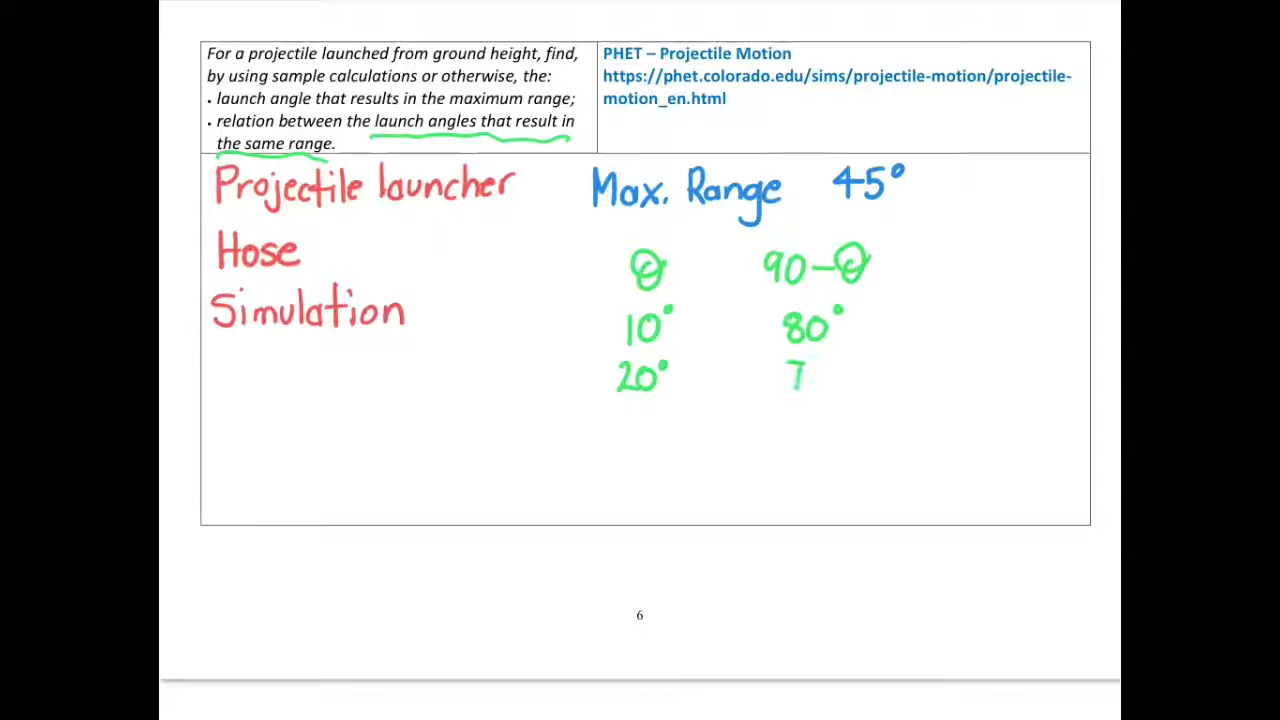 For a projectile launched from ground height, find,
by using sample calculations or otherwise, the:
• launch angle that results in the maximum range;
• relation between the launch angles that result in
the same range.
PHET – Projectile Motion
https://phet.colorado.edu/sims/projectile-motion/projectile-
motion_en.html
Projectile launcher
Hose
Simulation
Max. Range 45°
θ 90-θ
10° 80°
20° 7
6